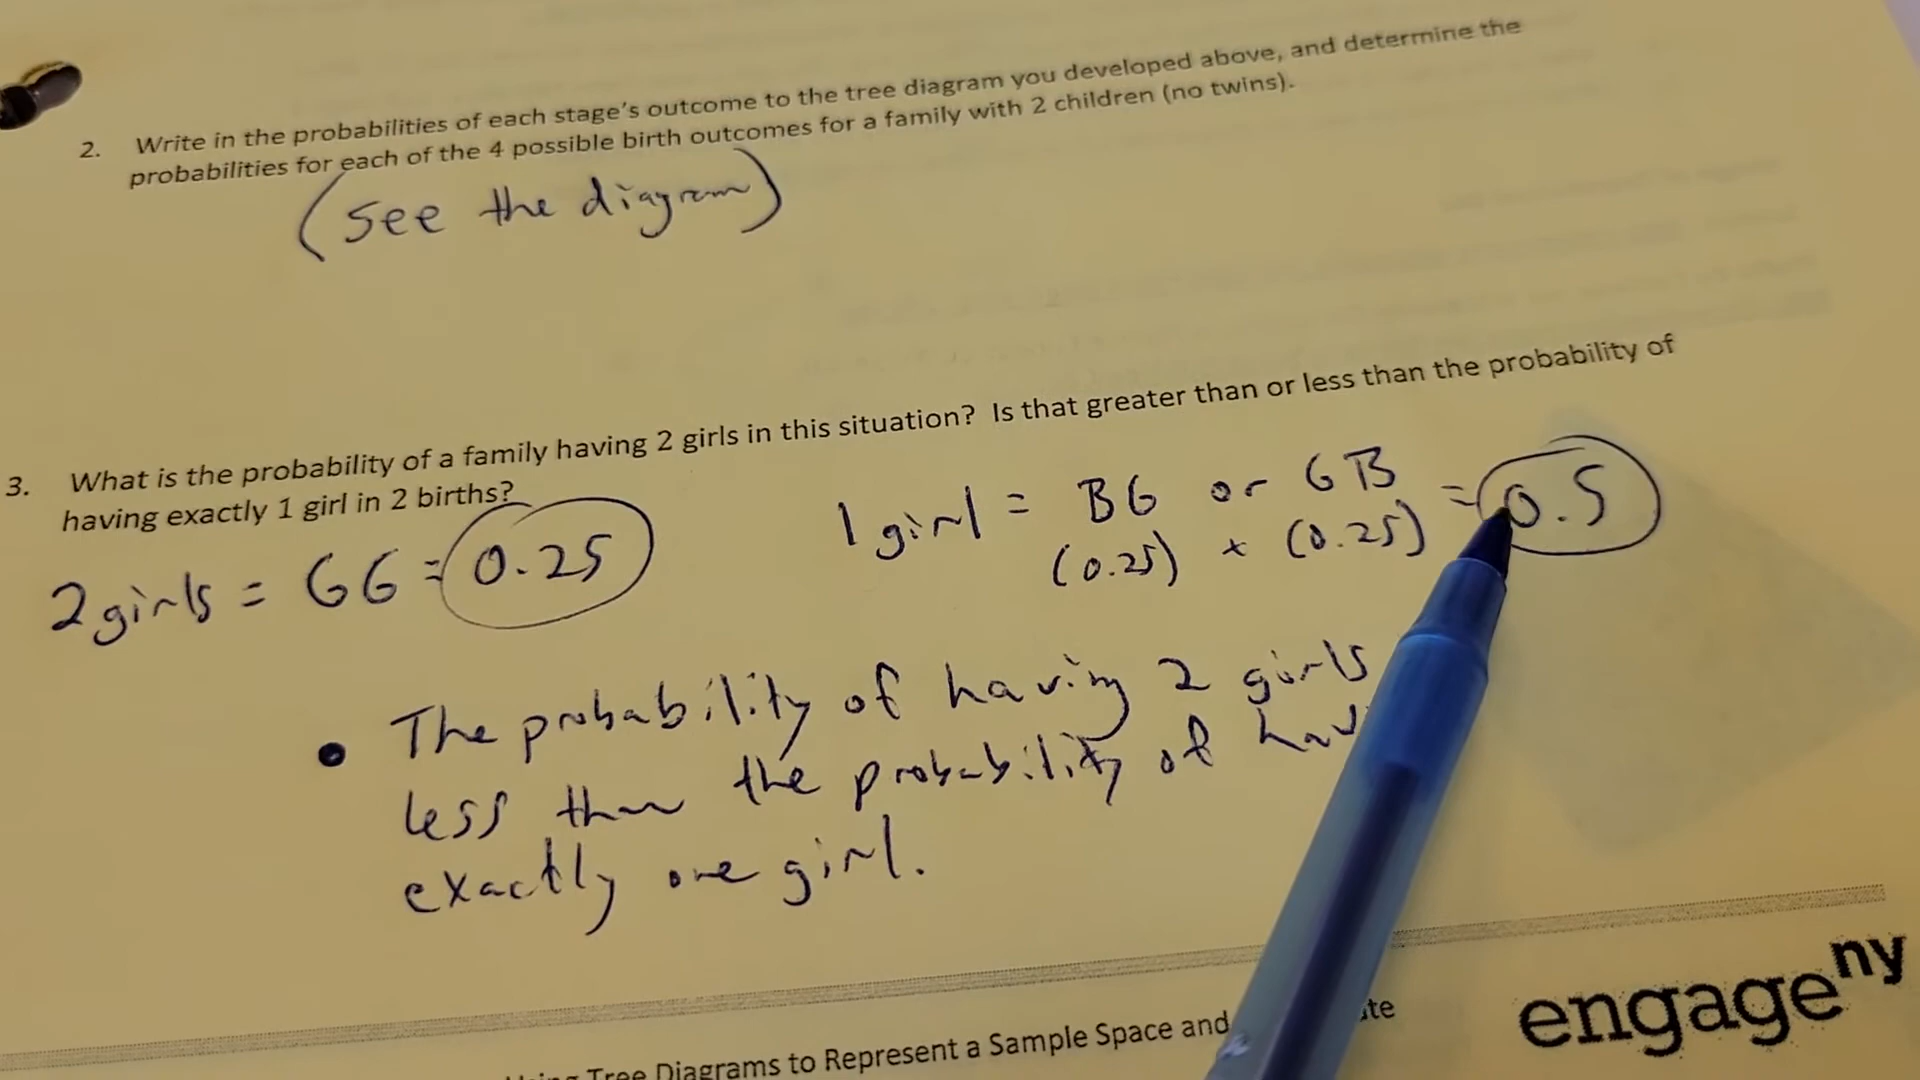 2. Write in the probabilities of each stage's outcome to the tree diagram you developed above, and determine the
probabilities for each of the 4 possible birth outcomes for a family with 2 children (no twins).
(see the diagram)
3. What is the probability of a family having 2 girls in this situation? Is that greater than or less than the probability of
having exactly 1 girl in 2 births?
2 girls = GG = 0.25
1 girl = BG or GB = 0.5
(0.25) + (0.25)
• The probability of having 2 girls
less than the probability of
exactly one girl.
Tree Diagrams to Represent a Sample Space and
engage ny